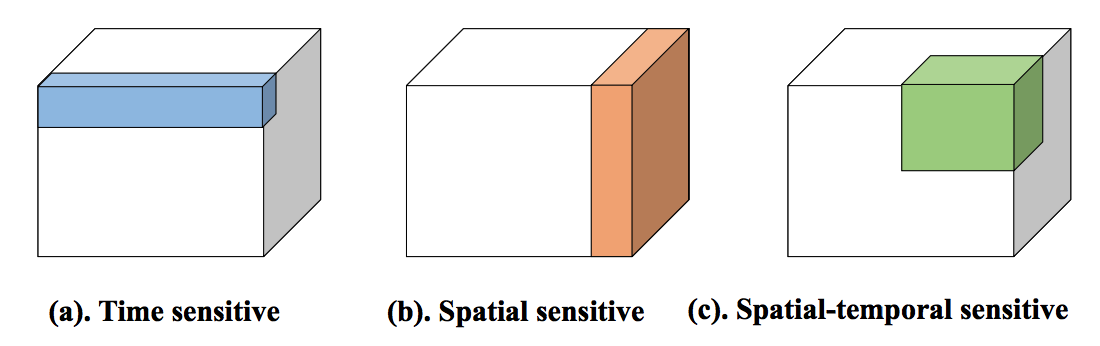 (a). Time sensitive
(b). Spatial sensitive
(c). Spatial-temporal sensitive